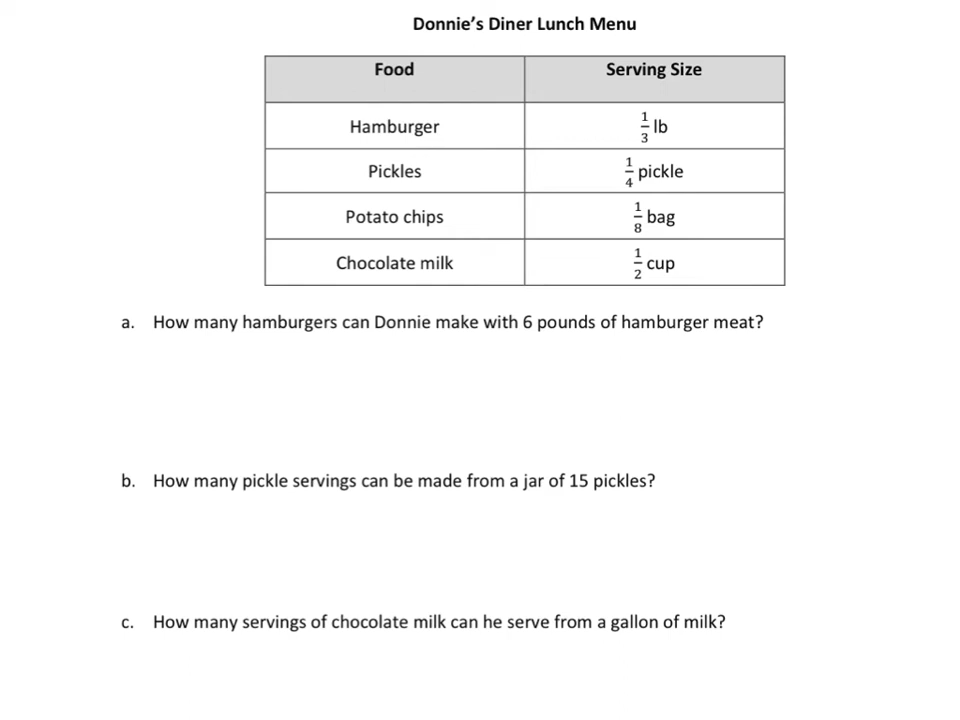 Donnie’s Diner Lunch Menu
Food Serving Size
Hamburger 1/3 lb
Pickles 1/4 pickle
Potato chips 1/8 bag
Chocolate milk 1/2 cup
a. How many hamburgers can Donnie make with 6 pounds of hamburger meat?
b. How many pickle servings can be made from a jar of 15 pickles?
c. How many servings of chocolate milk can he serve from a gallon of milk?